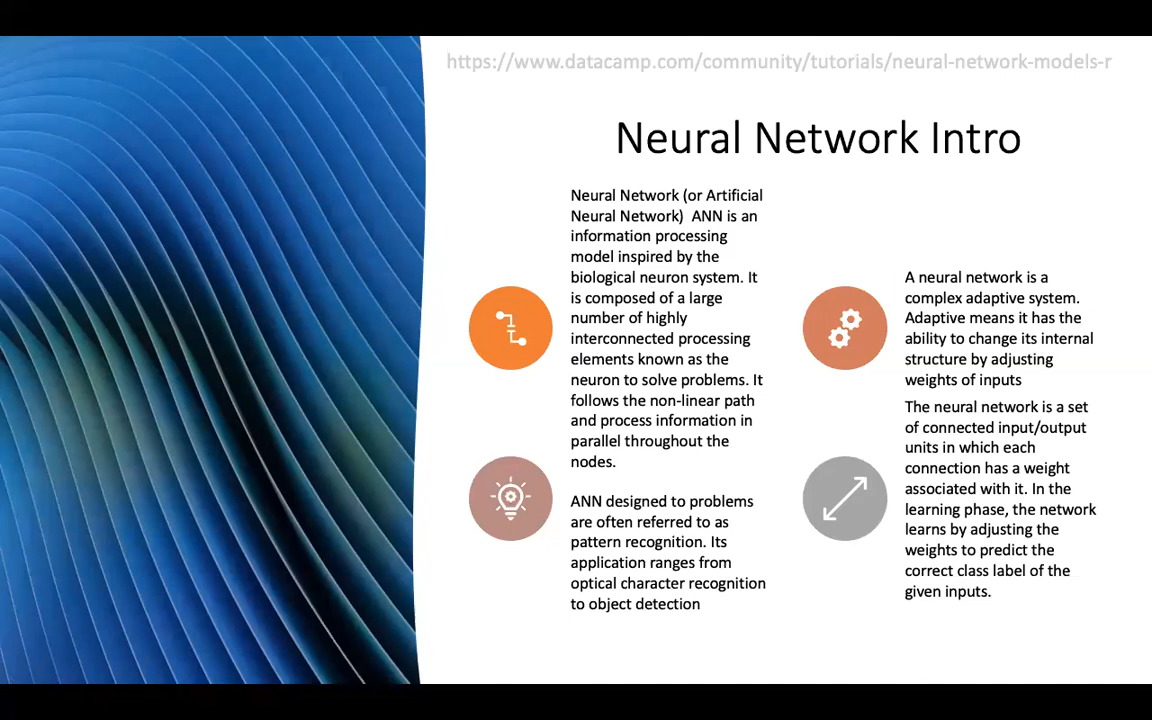 https://www.datacamp.com/community/tutorials/neural-network-models-r
Neural Network Intro
Neural Network (or Artificial
Neural Network)  ANN is an
information processing
model inspired by the
biological neuron system. It
is composed of a large
number of highly
interconnected processing
elements known as the
neuron to solve problems. It
follows the non-linear path
and process information in
parallel throughout the
nodes.
A neural network is a
complex adaptive system.
Adaptive means it has the
ability to change its internal
structure by adjusting
weights of inputs
ANN designed to problems
are often referred to as
pattern recognition. Its
application ranges from
optical character recognition
to object detection
The neural network is a set
of connected input/output
units in which each
connection has a weight
associated with it. In the
learning phase, the network
learns by adjusting the
weights to predict the
correct class label of the
given inputs.